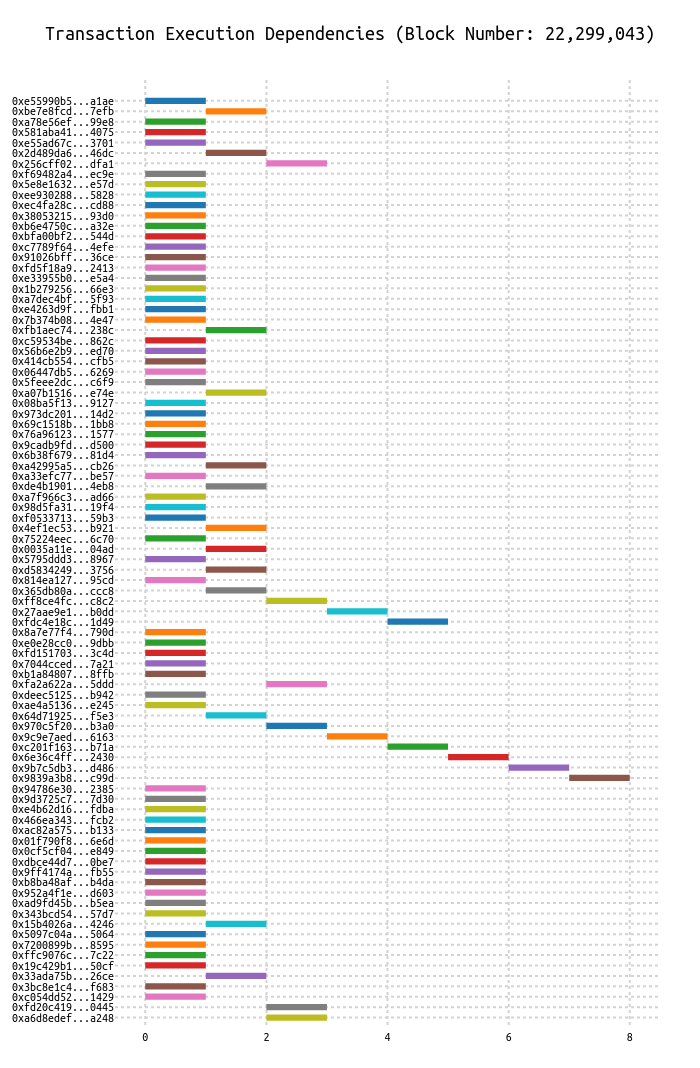 Transaction Execution Dependencies (Block Number: 22,299,043)
0xe55990b5...a1ae
0xbe7e8fcd...7efb
0xa78e56ef...99e8
0x581aba41...4075
0xe55ad67c...3701
0x2d489da6...46dc
0x256cff02...dfa1
0xf69482a4...ec9e
0x5e8e1632...e57d
0xee930288...5828
0xec4fa28c...cd88
0x38053215...93d0
0xb6e4750c...a32e
0xbfa00bf2...544d
0xc7789f64...4efe
0x91026bff...36ce
0xfd5f18a9...2413
0xe33955b0...e5a4
0x1b279256...66e3
0xa7dec4bf...5f93
0xe4263d9f...fbb1
0x7b374b08...4e47
0xfb1aec74...238c
0xc59534be...862c
0x56b6e2b9...ed70
0x414cb554...cfb5
0x06447db5...6269
0x5feee2dc...c6f9
0xa07b1516...e74e
0x08ba5f13...9127
0x973dc201...14d2
0x69c1518b...1bb8
0x76a96123...1577
0x9cadb9fd...d500
0x6b38f679...81d4
0xa42995a5...cb26
0xa33efc77...be57
0xde4b1901...4eb8
0xa7f966c3...ad66
0x98d5fa31...19f4
0xf0533713...59b3
0x4ef1ec53...b921
0x75224eec...6c70
0x0035a11e...04ad
0x5795ddd3...8967
0xd5834249...3756
0x814ea127...95cd
0x365db80a...ccc8
0xff8ce4fc...c8c2
0x27aae9e1...b0dd
0xfdc4e18c...1d49
0x8a7e77f4...790d
0xe0e28cc0...9dbb
0xfd151703...3c4d
0x7044cced...7a21
0xb1a84807...8ffb
0xfa2a622a...5ddd
0xdeec5125...b942
0xae4a5136...e245
0x64d71925...f5e3
0x970c5f20...b3a0
0x9c9e7aed...6163
0xc201f163...b71a
0x6e36c4ff...2430
0x9b7c5db3...d486
0x9839a3b8...c99d
0x94786e30...2385
0x9d3725c7...7d30
0xe4b62d16...fdba
0x466ea343...fcb2
0xac82a575...b133
0x01f790f8...6e6d
0x0cf5cf04...e849
0xdbce44d7...0be7
0x9ff4174a...fb55
0xb8ba48af...b4da
0x952a4f1e...d603
0xad9fd45b...b5ea
0x343bcd54...57d7
0x15b4026a...4246
0x5097c04a...5064
0x7200899b...8595
0xffc9076c...7c22
0x19c429b1...50cf
0x33ada75b...26ce
0x3bc8e1c4...f683
0xc054dd52...1429
0xfd20c419...0445
0xa6d8edef...a248
0 2 4 6 8